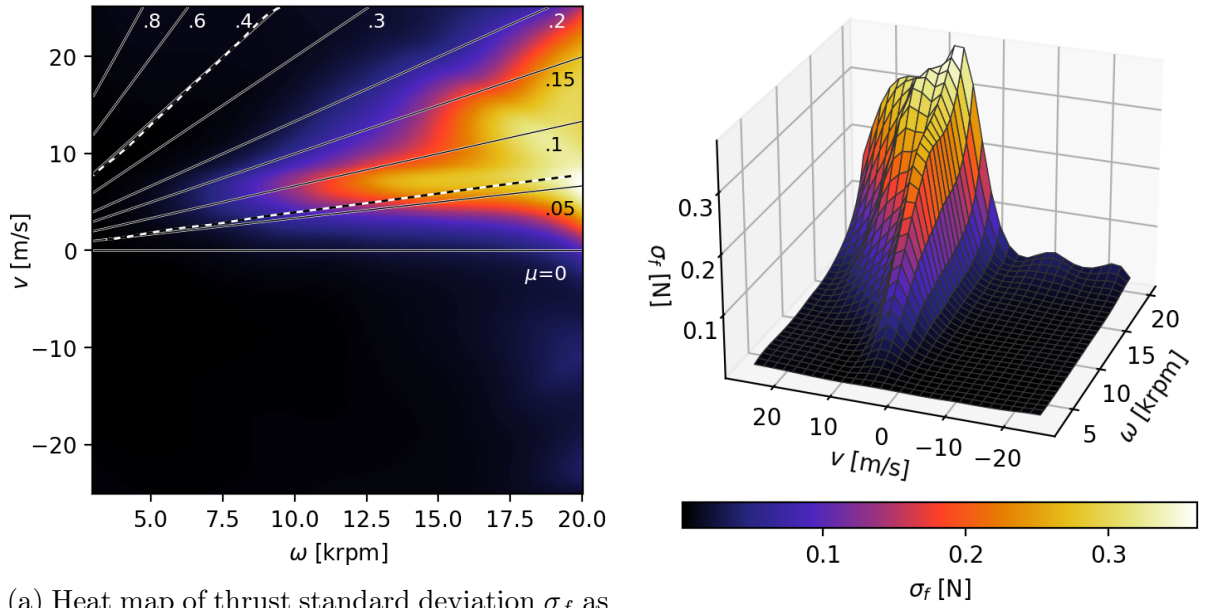 .8 .6 .4 .3 .2
.15
.1
.05
μ=0
20
10
0
−10
−20
v [m/s]
5.0 7.5 10.0 12.5 15.0 17.5 20.0
ω [krpm]
0.3
0.2
0.1
σf [N]
20 10 0 −10 −20
v [m/s]
5 10 15 20
ω [krpm]
0.1 0.2 0.3
σf [N]
(a) Heat map of thrust standard deviation σf as